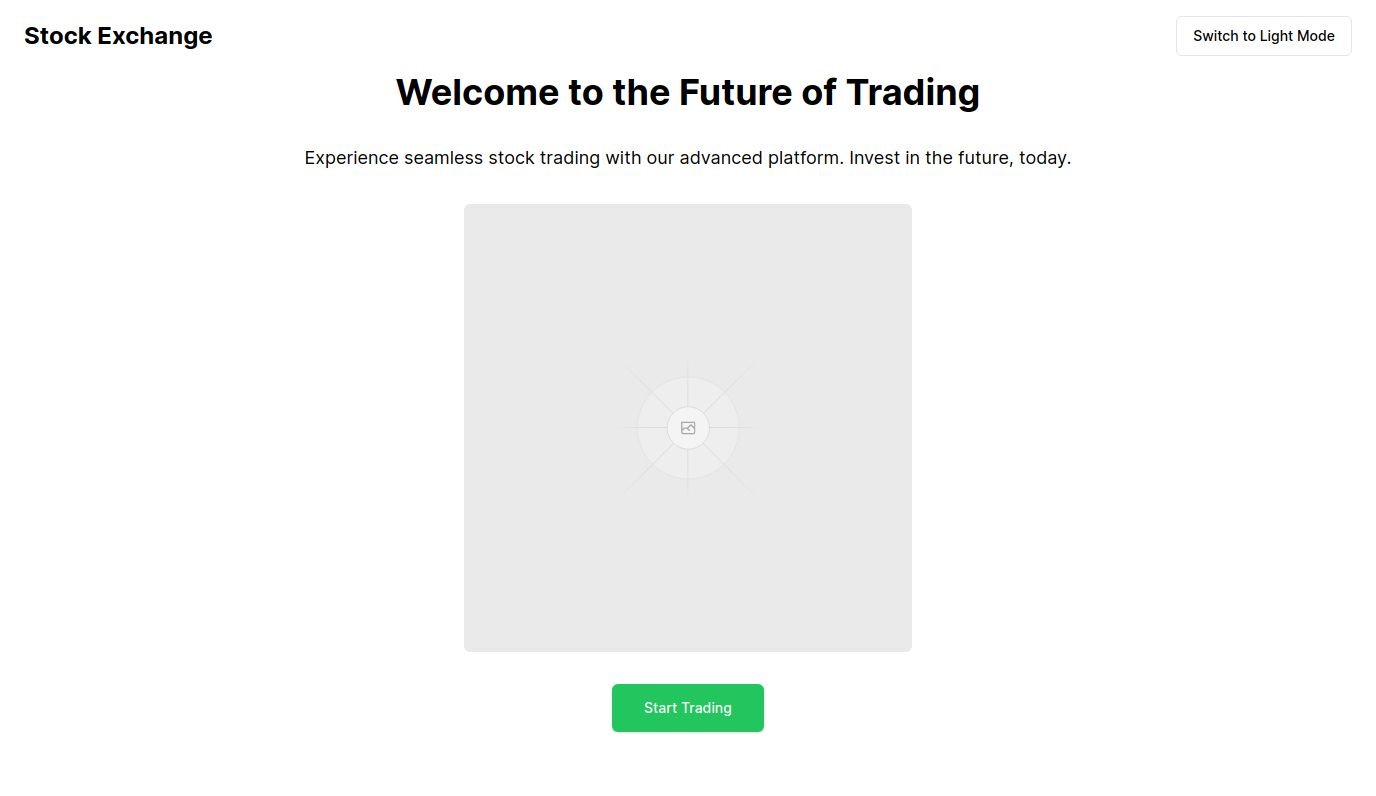 Stock Exchange
Switch to Light Mode
Welcome to the Future of Trading
Experience seamless stock trading with our advanced platform. Invest in the future, today.
Start Trading